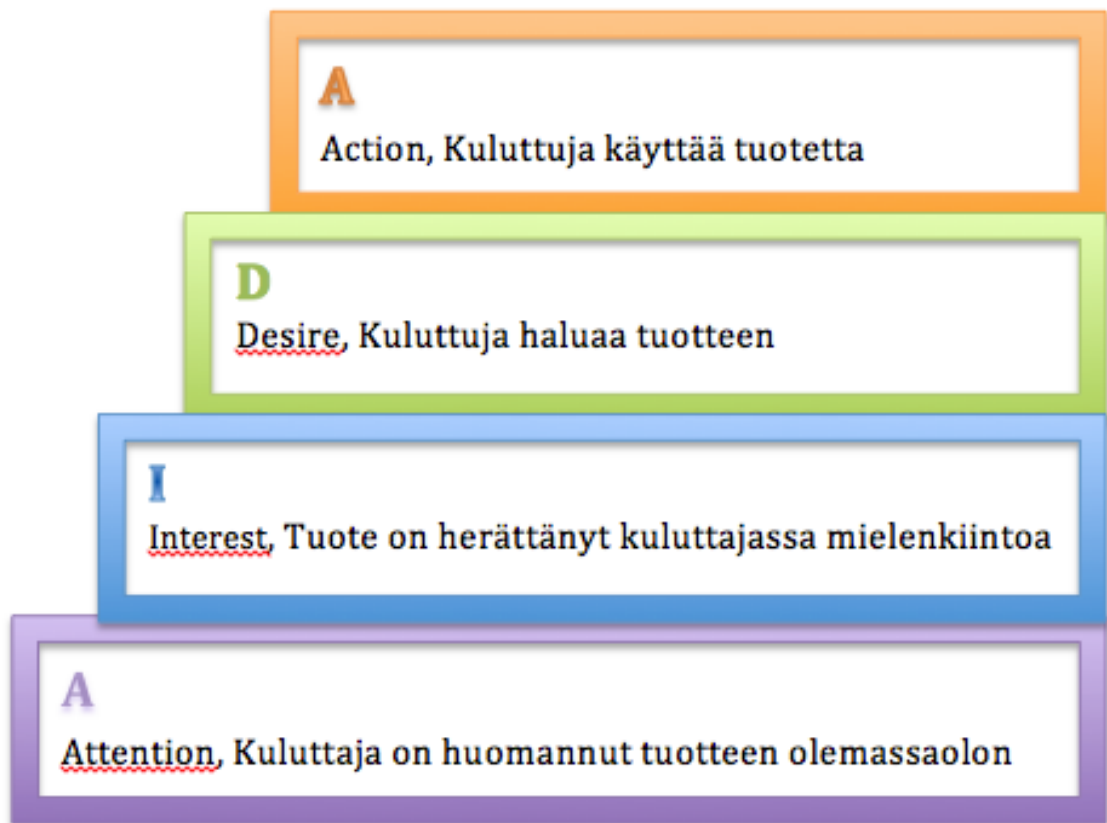 A
Action, Kuluttuja käyttää tuotetta
D
Desire, Kuluttuja haluaa tuotteen
I
Interest, Tuote on herättänyt kuluttajassa mielenkiintoa
A
Attention, Kuluttaja on huomannut tuotteen olemassaolon